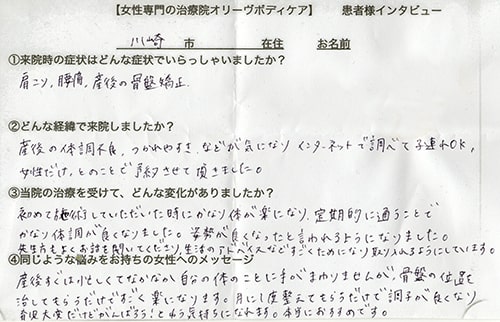 【女性専門の治療院オリーヴボディケア】 患者様インタビュー
川崎 市 在住 お名前
①来院時の症状はどんな症状でいらっしゃいましたか?
肩こり,腰痛,産後の骨盤矯正.
②どんな経緯で来院しましたか?
産後の体調不良,つかれやすさ,などが気になり インターネットで調べて子連れOK,
女性だけ,とのことで予約させて頂きました。
③当院の治療を受けて、どんな変化がありましたか?
初めて施術していただいた時にかなり体が楽になり,定期的に通うことで
かなり体調が良くなりました。姿勢が良くなったと言われるようになりました。
先生方もよくお話を聞いてくださり,生活のアドバイスなどすごくためになり取り入れるようにしています。
④同じような悩みをお持ちの女性へのメッセージ
産後すぐは忙しくてなかなか自分の体のことに手がまわりませんが,骨盤の位置を
治してもらうだけですごく楽になります。月に1度整えてもらうだけで調子が良くなり
育児大変だけどがんばろう!という気持ちになれます。本当におすすめです。